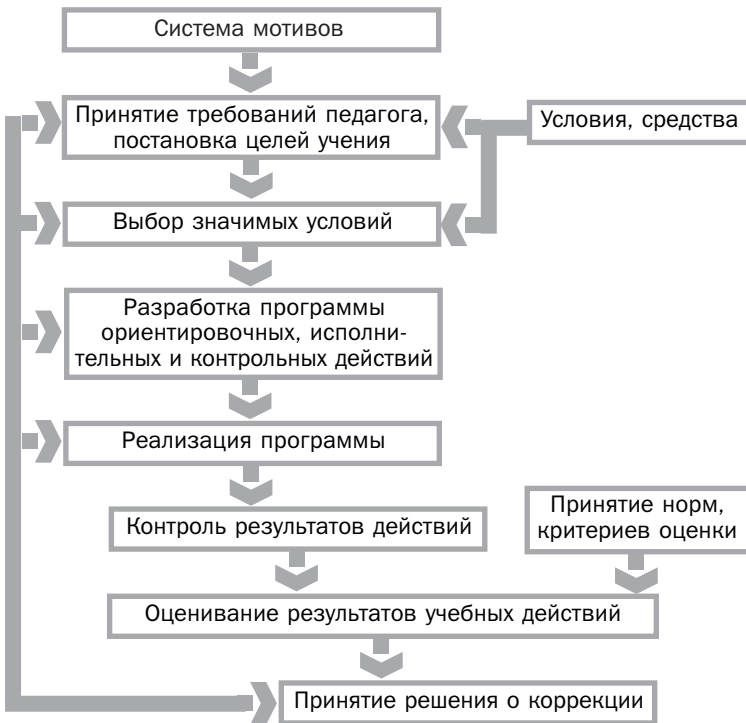 Система мотивов
Принятие требований педагога,
постановка целей учения
Условия, средства
Выбор значимых условий
Разработка программы
ориентировочных, исполни-
тельных и контрольных действий
Реализация программы
Контроль результатов действий
Принятие норм,
критериев оценки
Оценивание результатов учебных действий
Принятие решения о коррекции